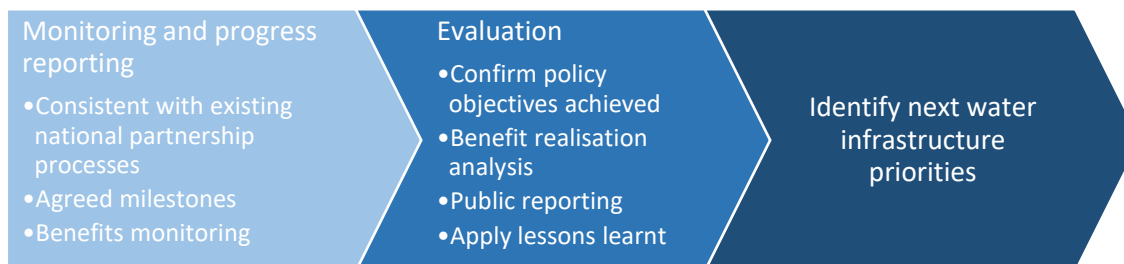 Monitoring and progress
reporting
•Consistent with existing
national partnership
processes
•Agreed milestones
•Benefits monitoring
Evaluation
•Confirm policy
objectives achieved
•Benefit realisation
analysis
•Public reporting
•Apply lessons learnt
Identify next water
infrastructure
priorities